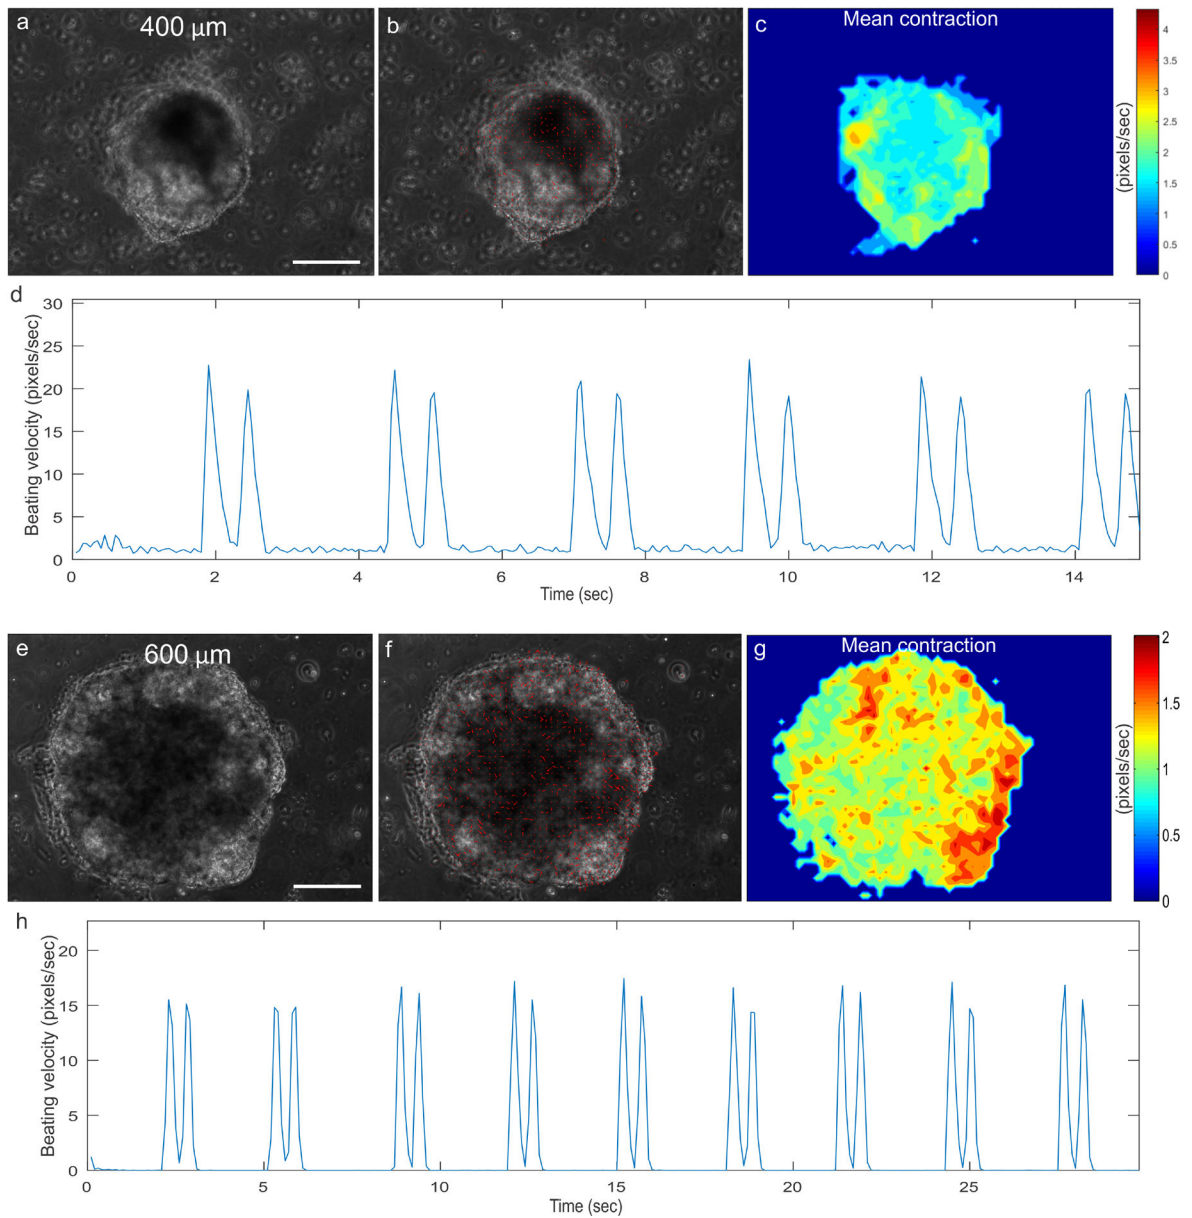 a
400 μm
b
Mean contraction
c
4
3.5
3
2.5
2
1.5
1
0.5
0
(pixels/sec)
d
30
25
20
15
10
5
0
Beating velocity (pixels/sec)
0 2 4 6 8 10 12 14
Time (sec)
e
600 μm
f
Mean contraction
g
2
1.5
1
0.5
0
(pixels/sec)
h
20
15
10
5
0
Beating velocity (pixels/sec)
0 5 10 15 20 25
Time (sec)